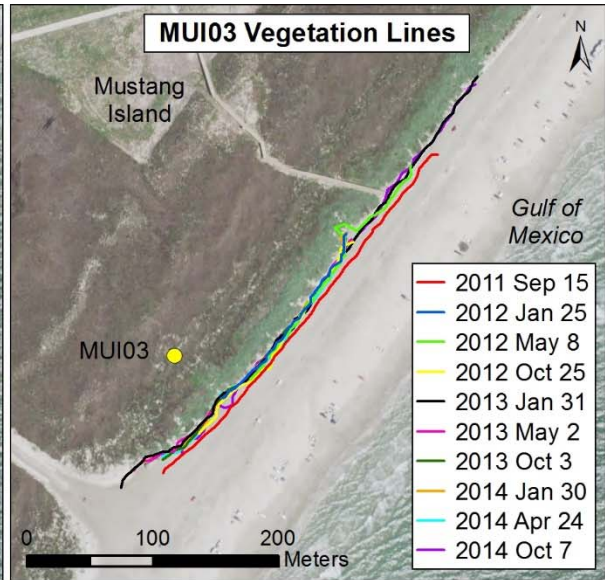 MUI03 Vegetation Lines
N
Mustang
Island
Gulf of
Mexico
MUI03
2011 Sep 15
2012 Jan 25
2012 May 8
2012 Oct 25
2013 Jan 31
2013 May 2
2013 Oct 3
2014 Jan 30
2014 Apr 24
2014 Oct 7
0 100 200
Meters